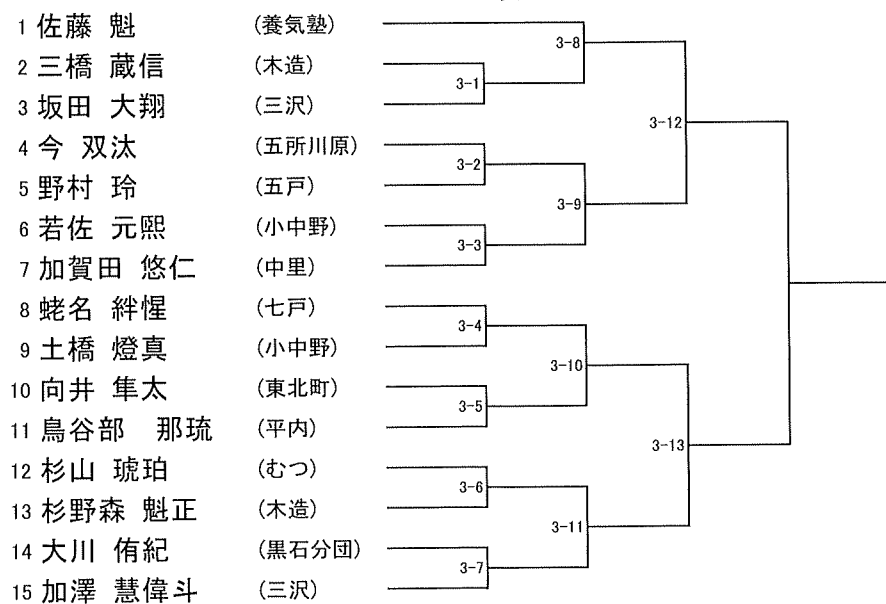 1 佐藤 魁 (養気塾)
2 三橋 蔵信 (木造)
3 坂田 大翔 (三沢)
4 今 双汰 (五所川原)
5 野村 玲 (五戸)
6 若佐 元熙 (小中野)
7 加賀田 悠仁 (中里)
8 蛯名 絆惺 (七戸)
9 土橋 燈真 (小中野)
10 向井 隼太 (東北町)
11 鳥谷部 那琉 (平内)
12 杉山 琥珀 (むつ)
13 杉野森 魁正 (木造)
14 大川 侑紀 (黒石分団)
15 加澤 慧偉斗 (三沢)
3-1
3-2
3-3
3-4
3-5
3-6
3-7
3-8
3-9
3-10
3-11
3-12
3-13